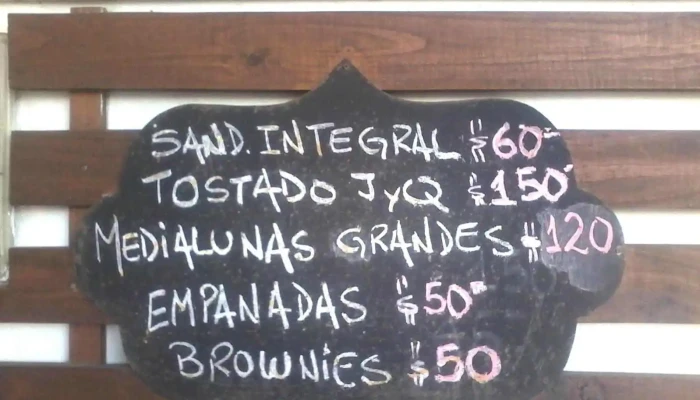 SAND. INTEGRAL $60-
TOSTADO JyQ $150-
MEDiALUNAS GRANDES $120
EMPANADAS $50-
BROWNiES $50